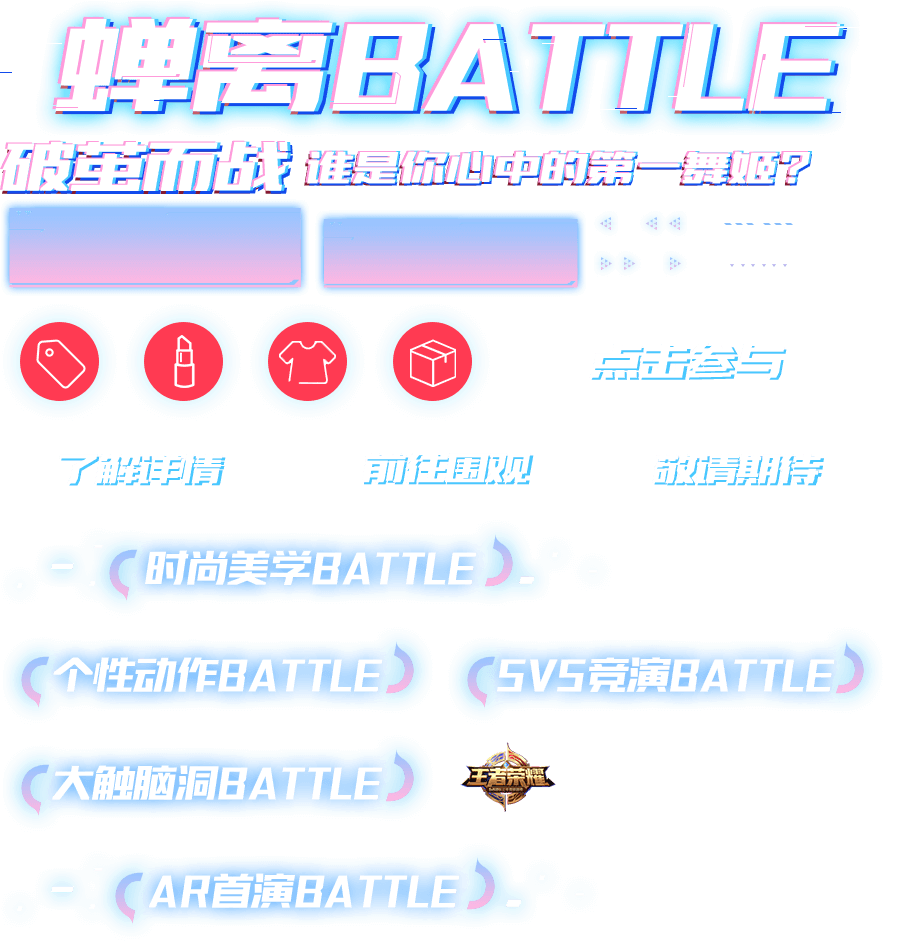 蝉离BATTLE
破茧而战 谁是你心中的第一舞姬?
点击参与
了解详情 前往围观 敬请期待
时尚美学BATTLE
个性动作BATTLE 5V5竞演BATTLE
大触脑洞BATTLE 王者荣耀
AR首演BATTLE